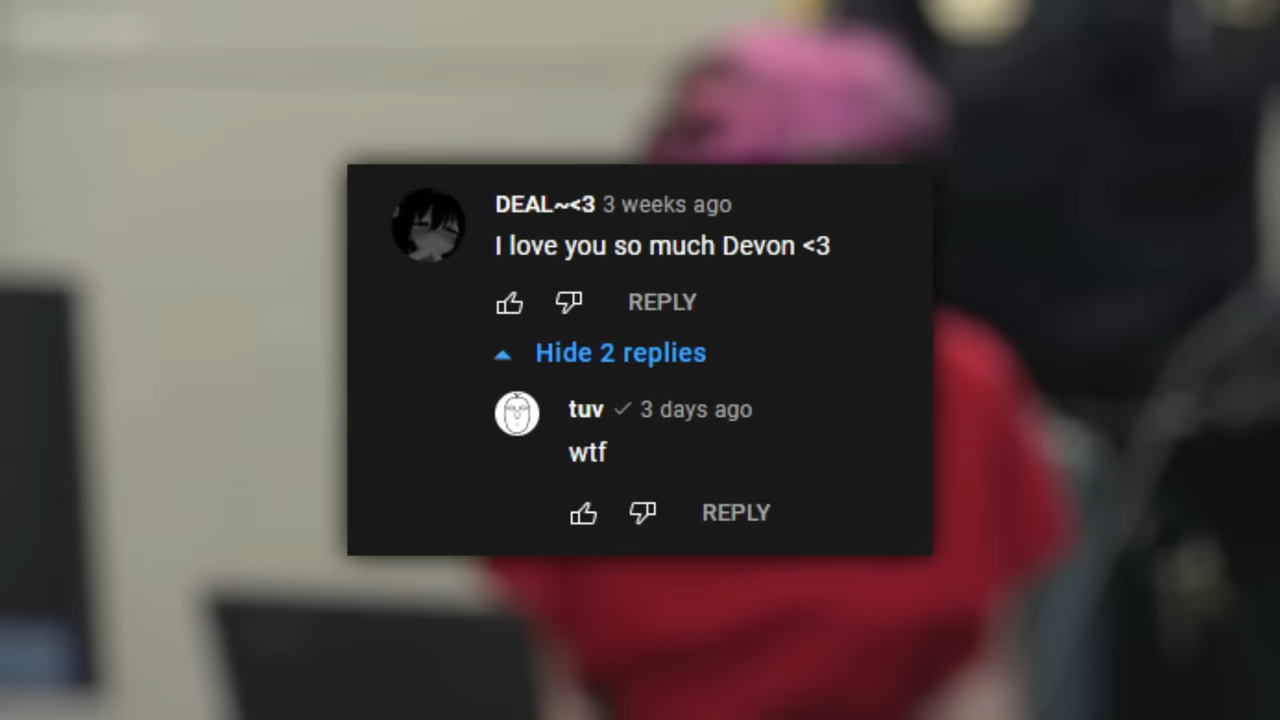 DEAL~<3 3 weeks ago
I love you so much Devon <3
REPLY
Hide 2 replies
tuv 3 days ago
wtf
REPLY